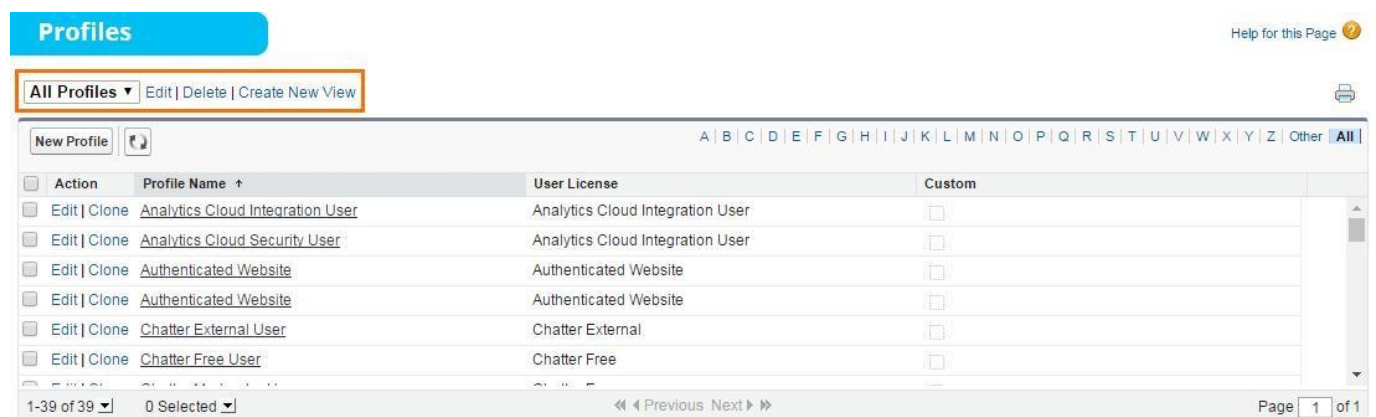 Profiles
Help for this Page
All Profiles ▼ Edit | Delete | Create New View
New Profile A | B | C | D | E | F | G | H | I | J | K | L | M | N | O | P | Q | R | S | T | U | V | W | X | Y | Z | Other | All |
Action Profile Name ↑ User License Custom
Edit | Clone Analytics Cloud Integration User Analytics Cloud Integration User
Edit | Clone Analytics Cloud Security User Analytics Cloud Integration User
Edit | Clone Authenticated Website Authenticated Website
Edit | Clone Authenticated Website Authenticated Website
Edit | Clone Chatter External User Chatter External
Edit | Clone Chatter Free User Chatter Free
1-39 of 39 0 Selected Previous Next Page 1 of 1